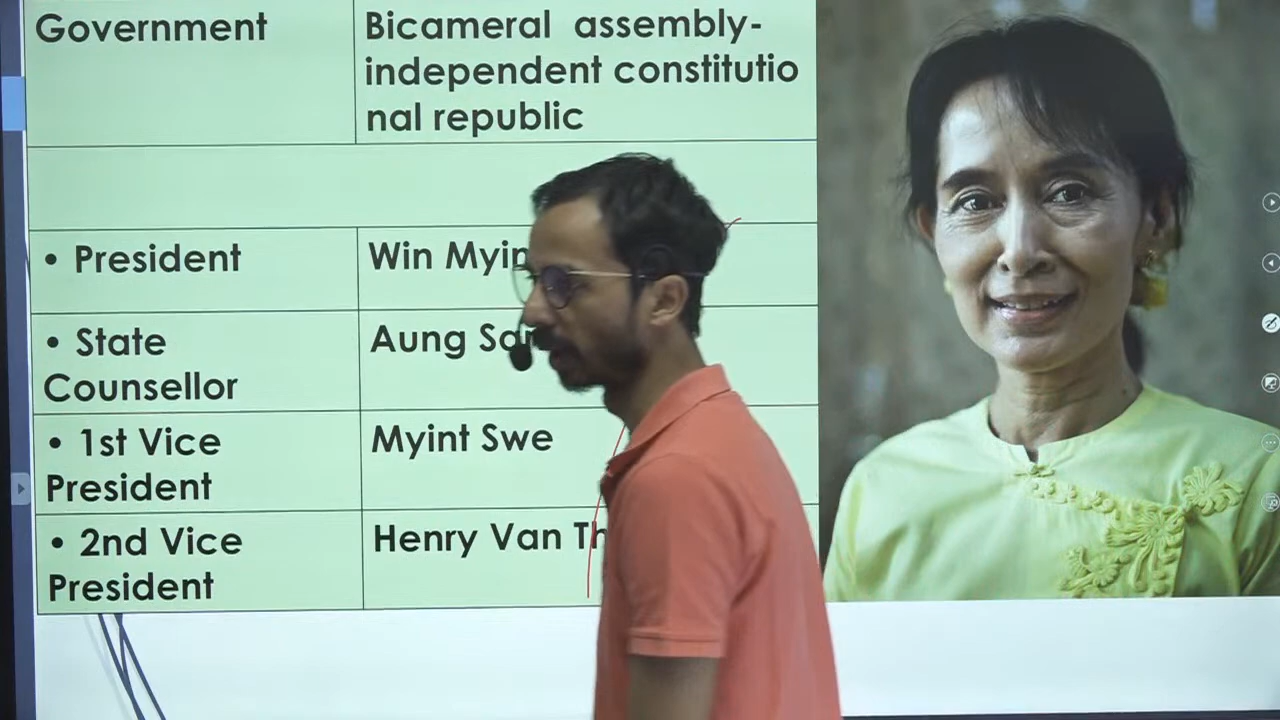 Government
Bicameral assembly-
independent constitutio
nal republic
• President
Win Myin
• State
Counsellor
Aung Sa
• 1st Vice
President
Myint Swe
• 2nd Vice
President
Henry Van Th